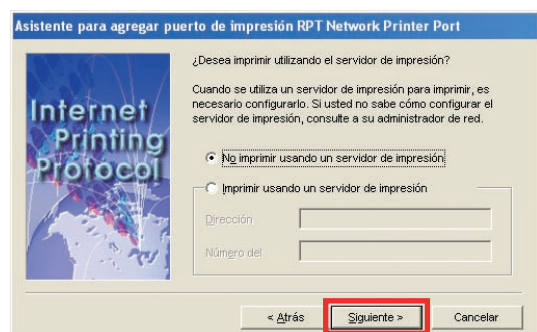 Asistente para agregar puerto de impresión RPT Network Printer Port
¿Desea imprimir utilizando el servidor de impresión?
Cuando se utiliza un servidor de impresión para imprimir, es
necesario configurarlo. Si usted no sabe cómo configurar el
servidor de impresión, consulte a su administrador de red.
Internet
Printing
Protocol
No imprimir usando un servidor de impresión
Imprimir usando un servidor de impresión
Dirección
Número del
< Atrás
Siguiente >
Cancelar